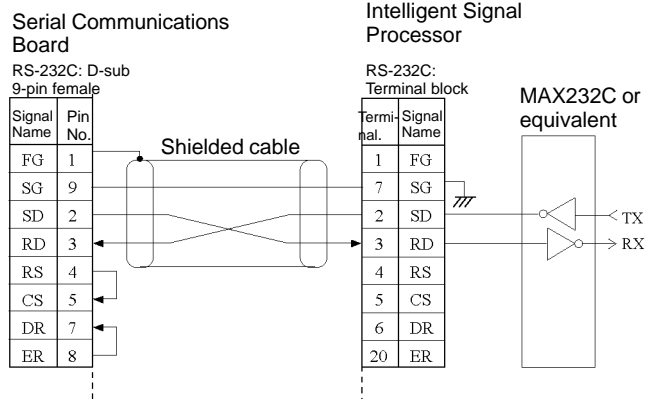 Serial Communications
Board
RS-232C: D-sub
9-pin female
Signal Name Pin No.
FG 1
SG 9
SD 2
RD 3
RS 4
CS 5
DR 7
ER 8
Shielded cable
Intelligent Signal
Processor
RS-232C:
Terminal block
Termi-nal. Signal Name
1 FG
7 SG
2 SD
3 RD
4 RS
5 CS
6 DR
20 ER
MAX232C or
equivalent
TX
RX